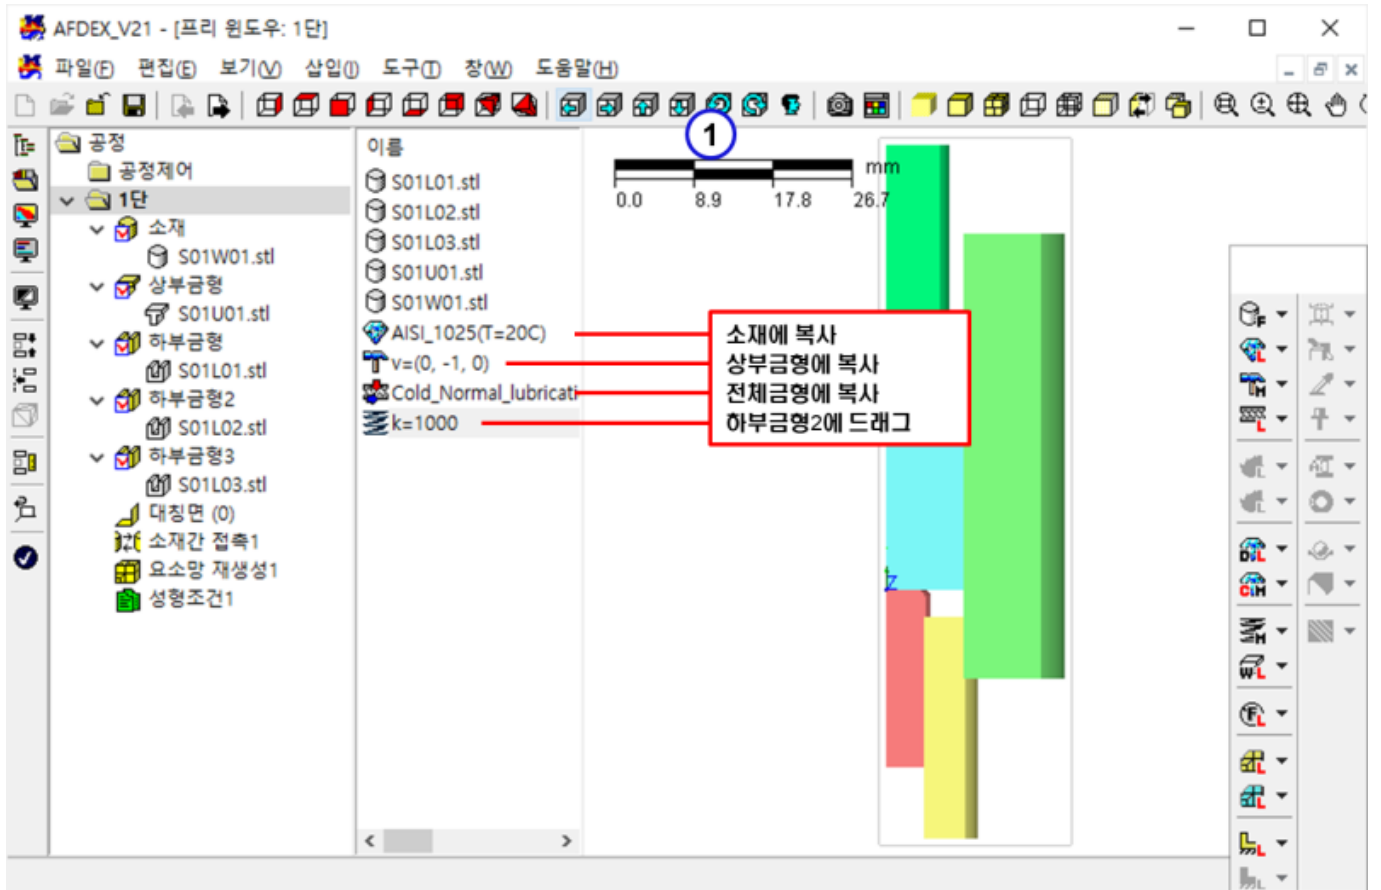 AFDEX_V21 - [프리 윈도우: 1단]
파일(F) 편집(E) 보기(V) 삽입(I) 도구(T) 창(W) 도움말(H)
1
공정
공정제어
1단
소재
S01W01.stl
상부금형
S01U01.stl
하부금형
S01L01.stl
하부금형2
S01L02.stl
하부금형3
S01L03.stl
대칭면 (0)
소재간 접촉1
요소망 재생성1
성형조건1
이름
S01L01.stl
S01L02.stl
S01L03.stl
S01U01.stl
S01W01.stl
AISI_1025(T=20C)
v=(0, -1, 0)
Cold_Normal_lubricati
k=1000
mm
0.0 8.9 17.8 26.7
소재에 복사
상부금형에 복사
전체금형에 복사
하부금형2에 드래그
Z